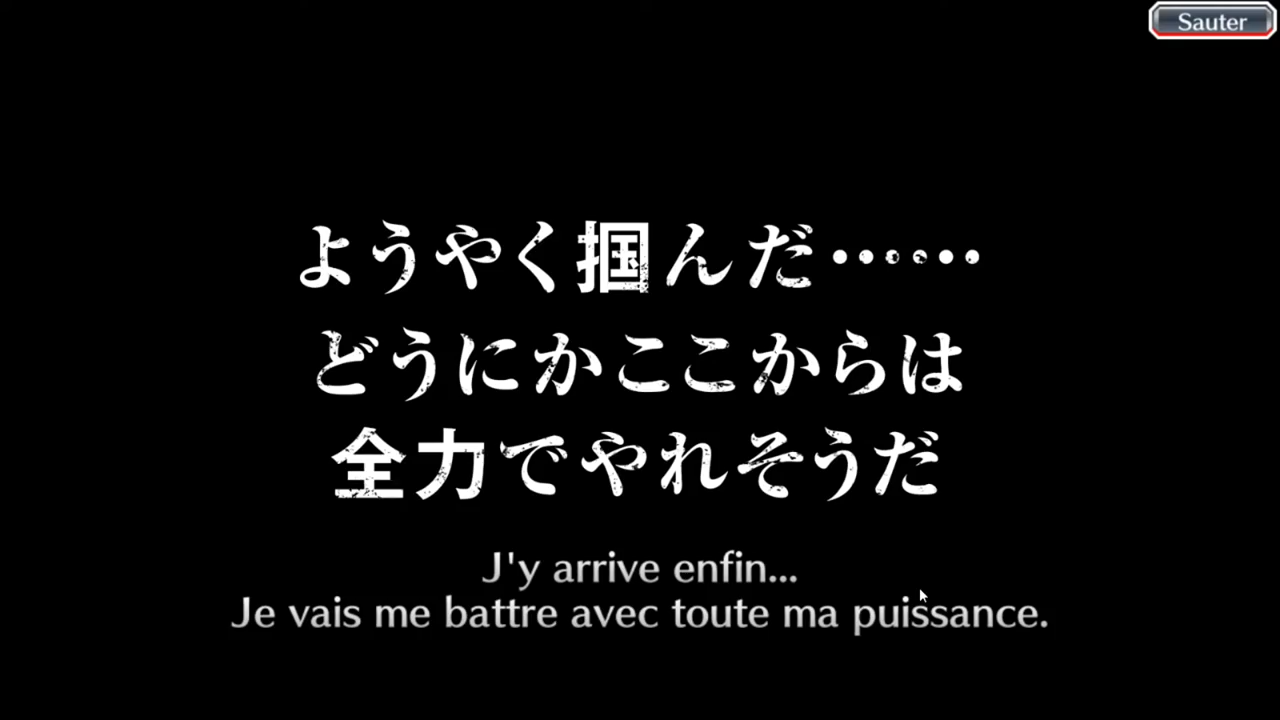 Sauter
ようやく掴んだ……
どうにかここからは
全力でやれそうだ
J'y arrive enfin...
Je vais me battre avec toute ma puissance.